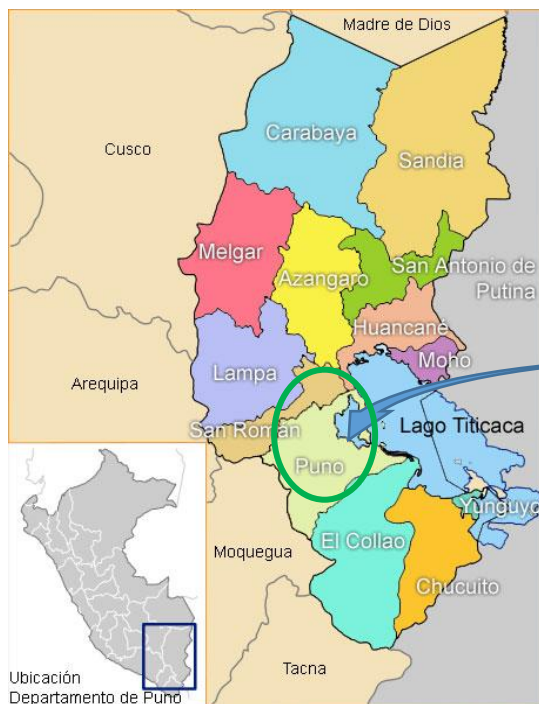 Madre de Dios
Cusco
Carabaya
Sandia
Melgar
Azangaro
San Antonio de
Putina
Huancané
Moho
Lampa
Arequipa
San Román
Lago Titicaca
Puno
Yunguyo
El Collao
Moquegua
Chucuito
Tacna
Ubicación
Departamento de Puno